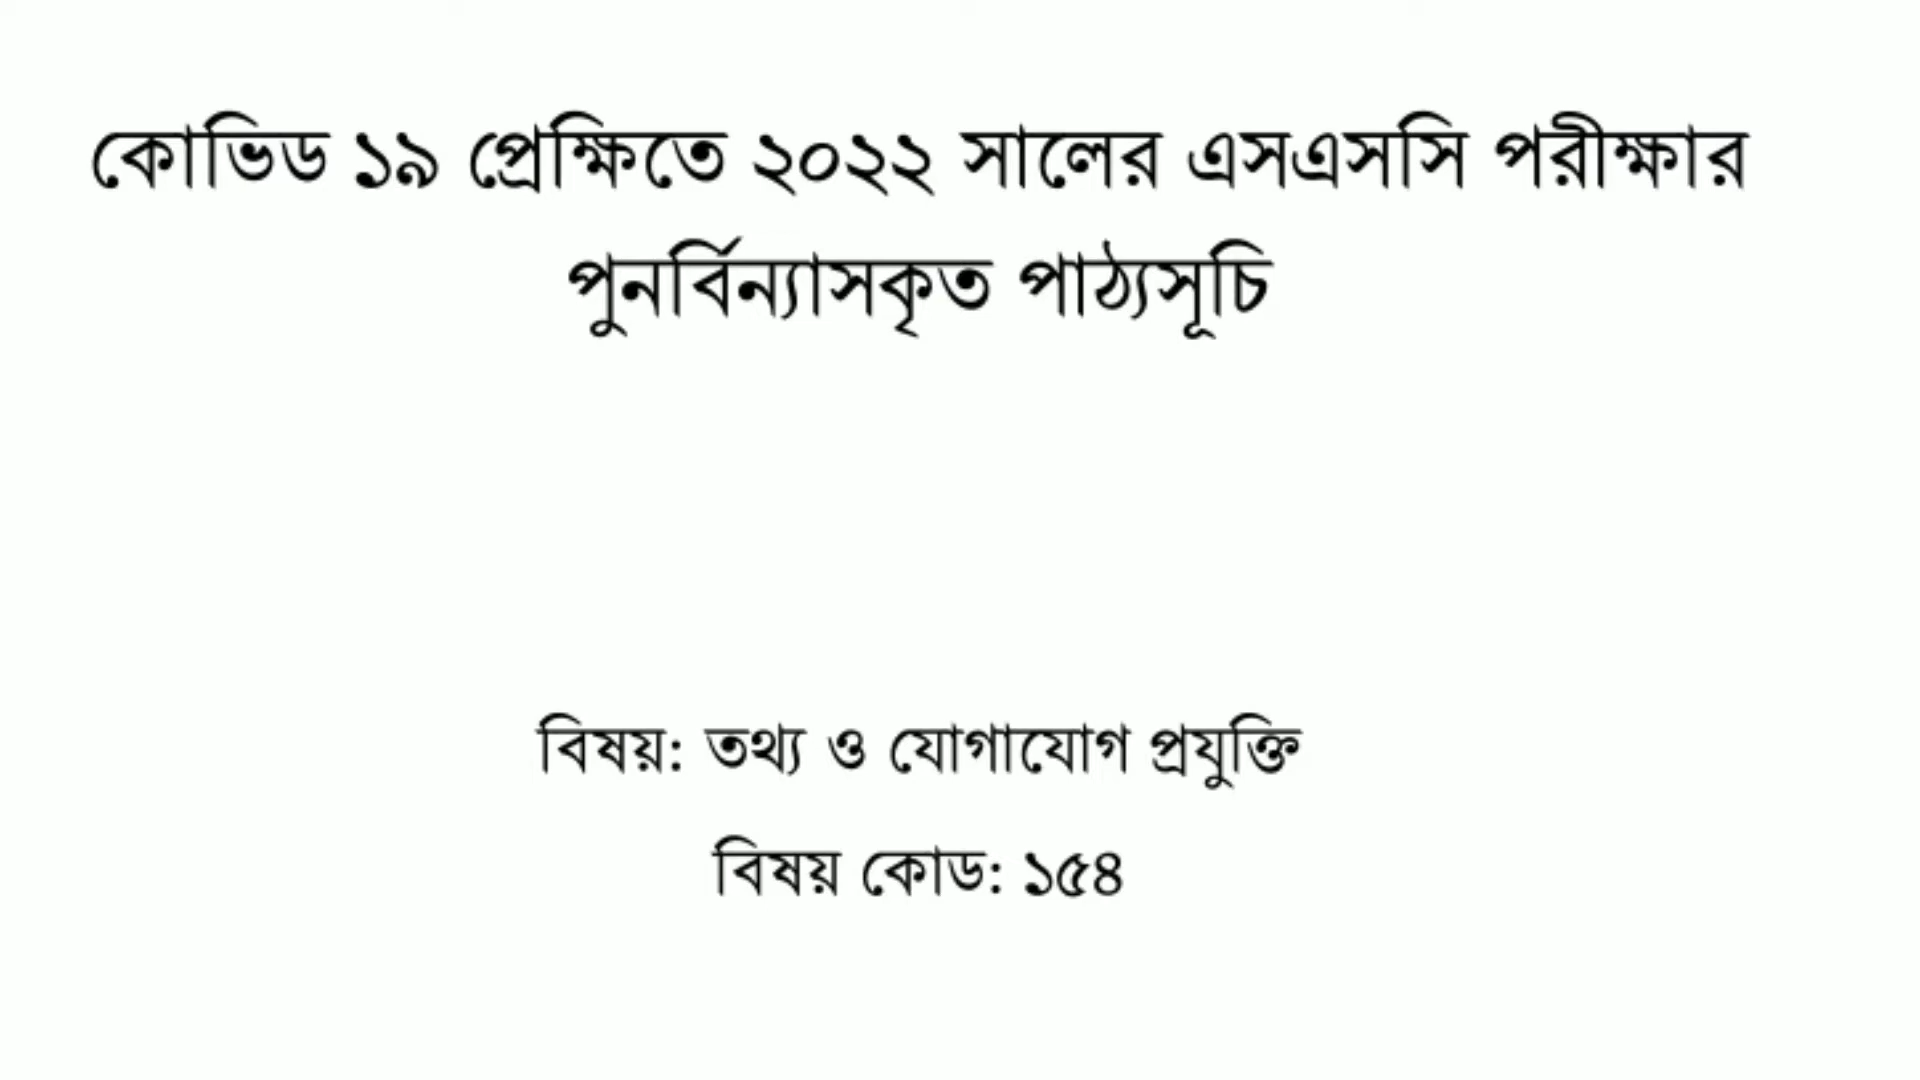 কোভিড ১৯ প্রেক্ষিতে ২০২২ সালের এসএসসি পরীক্ষার
পুনর্বিন্যাসকৃত পাঠ্যসূচি
বিষয়: তথ্য ও যোগাযোগ প্রযুক্তি
বিষয় কোড: ১৫৪